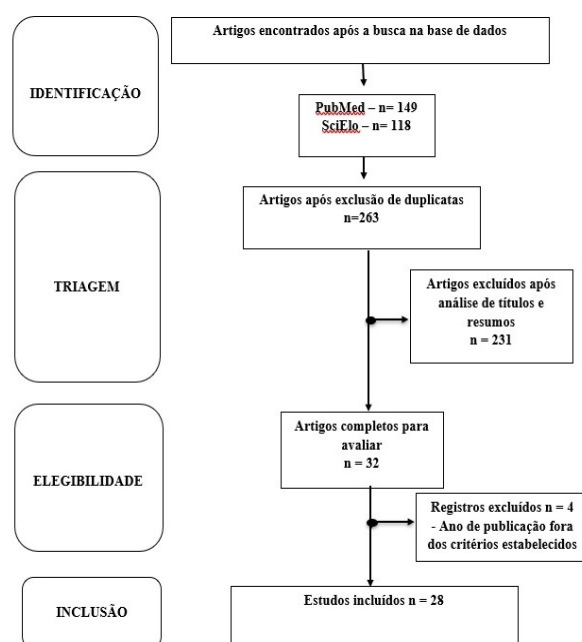 Artigos encontrados após a busca na base de dados
IDENTIFICAÇÃO
PubMed – n= 149
SciElo – n= 118
Artigos após exclusão de duplicatas
n=263
TRIAGEM
Artigos excluídos após
análise de títulos e
resumos
n = 231
Artigos completos para
avaliar
n = 32
ELEGIBILIDADE
Registros excluídos n = 4
- Ano de publicação fora
dos critérios estabelecidos
Estudos incluídos n = 28
INCLUSÃO